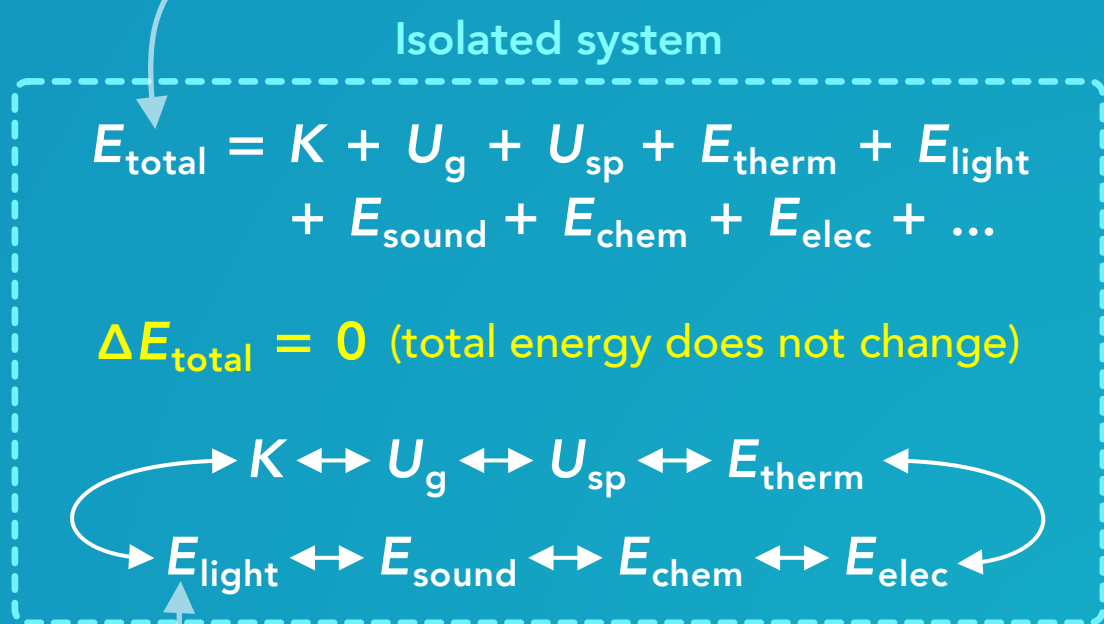 Isolated system
E_total = K + U_g + U_sp + E_therm + E_light
+ E_sound + E_chem + E_elec + ...
ΔE_total = 0 (total energy does not change)
K ↔ U_g ↔ U_sp ↔ E_therm
E_light ↔ E_sound ↔ E_chem ↔ E_elec